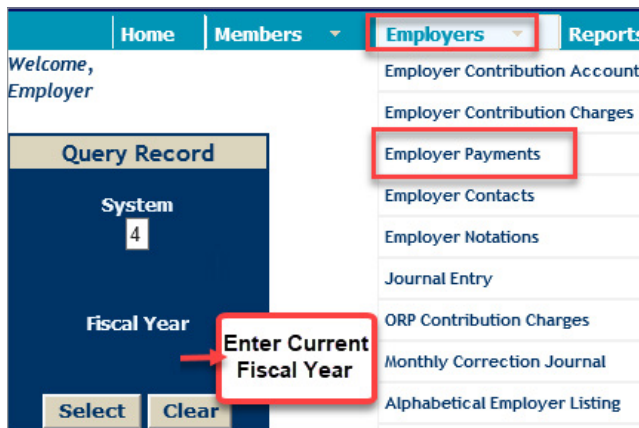 Home Members Employers Reports
Welcome,
Employer
Query Record
System
4
Fiscal Year
Enter Current
Fiscal Year
Select Clear
Employer Contribution Account
Employer Contribution Charges
Employer Payments
Employer Contacts
Employer Notations
Journal Entry
ORP Contribution Charges
Monthly Correction Journal
Alphabetical Employer Listing